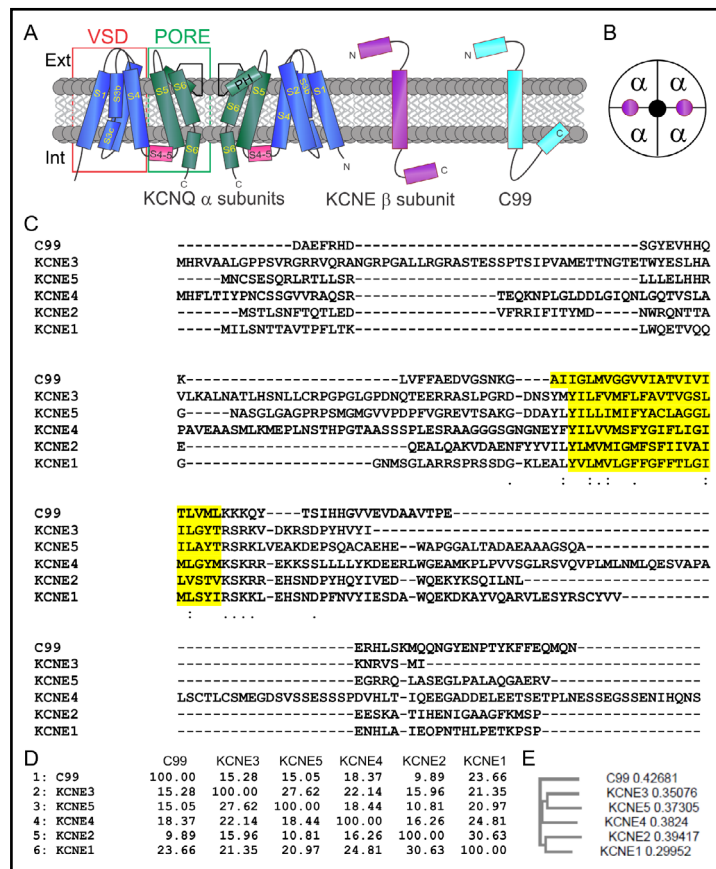 A
VSD
PORE
B
Ext
Int
S1
S3b
S3c
S4
S4-5
S5
S6
S6
PH
S6
S5
S6
S4-5
S4
S2
S1
N
C
C
N
C
N
C
α
α
α
α
KCNQ α subunits
KCNE β subunit
C99
C
C99 -------------DAEFRHD--------------------------------SGYEVHHQ
KCNE3 MHRVAALGPPSVRGRRVQRANGRPGALLRGRASTESSPTSIPVAMETTNGTETWYESLHA
KCNE5 -----MNCSESQRLRTLLSR--------------------------------LLLELHHR
KCNE4 MHFLTIYPNCSSGVVRAQSR----------------TEQKNPLGLDDLGIQNLGQTVSLA
KCNE2 -------MSTLSNFTQTLED----------------VFRRIFITYMD---NWRQNTTA
KCNE1 -----MILSNTTAVTPFLTK--------------------------------LWQETVQQ
C99 K------------------------LVFFAEDVGSNKG----AIIGLMVGGVVIATVIVI
KCNE3 VLKALNATLHSNLLCRPGPGLGPDNQTEERRASLPGRD-DNSYMYILFVMFLFAVTVGSL
KCNE5 G-----NASGLGAGPRPSMGMGVVPDPFVGREVTSAKG--DDAYLYILLIMIFYACLAGGL
KCNE4 PAVEAASMLKMEPLNSTHPGTAASSSPLESRAAGGGSGNGNEYFYILVVMSFYGIFLIGI
KCNE2 E--------------------------QEALQAKVDAENFYYVILYLMVMIGMFSFIIVAI
KCNE1 G---------------------GNMSGLARRSPRSSDG-KLEALYVLMVLGFFGFFTLGI
. : :.: . :
C99 TLVMLKKKQY----TSIHHGVVEVDAAVTPE-----------------------------
KCNE3 ILGYTRSRKV-DKRSDPYHVYI--------------------------------------
KCNE5 ILAYTRSRKLVEAKDEPSQACAEHE--WAPGGALTADAEAAAGSQA--------------
KCNE4 MLGYMKSKRR-EKKSSLLLLYKDEERLWGEAMKPLPVVSGLRSVQVPLMLNMLQESVAPA
KCNE2 LVSTVKSKRR-EHSNDPYHQYIVED--WQEKYKSQILNL---------------------
KCNE1 MLSYIRSKKL-EHSNDPFNVYIESDA-WQEKDKAYVQARVLESYRSCYVV----------
: .... .
C99 --------------------ERHLSKMQQNGYENPTYKFFEQMQN---------------
KCNE3 --------------------KNRVS-MI--------------------------------
KCNE5 --------------------EGRRQ-LASEGLPALAQGAERV------------------
KCNE4 LSCTLCSMEGDSVSSESSSPDVHLT-IQEEGADDELEETSETPLNESSEGSSENIHQNS
KCNE2 --------------------EESKA-TIHENIGAAGFKMSP-------------------
KCNE1 --------------------ENHLA-IEQPNTHLPETKPSP-------------------
D
C99 KCNE3 KCNE5 KCNE4 KCNE2 KCNE1
1: C99 100.00 15.28 15.05 18.37 9.89 23.66
2: KCNE3 15.28 100.00 27.62 22.14 15.96 21.35
3: KCNE5 15.05 27.62 100.00 18.44 10.81 20.97
4: KCNE4 18.37 22.14 18.44 100.00 16.26 24.81
5: KCNE2 9.89 15.96 10.81 16.26 100.00 30.63
6: KCNE1 23.66 21.35 20.97 24.81 30.63 100.00
E
C99 0.42681
KCNE3 0.35076
KCNE5 0.37305
KCNE4 0.3824
KCNE2 0.39417
KCNE1 0.29952